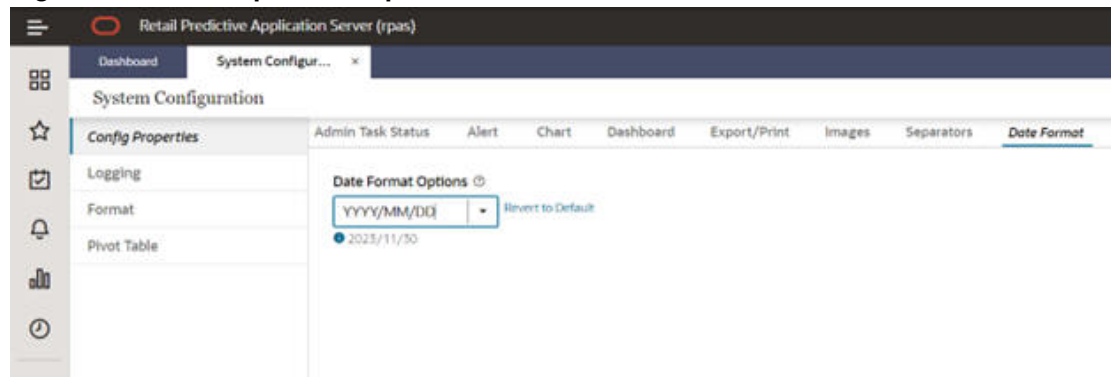 Retail Predictive Application Server (rpas)
Dashboard System Configur... ×
System Configuration
Config Properties
Logging
Format
Pivot Table
Admin Task Status Alert Chart Dashboard Export/Print Images Separators Date Format
Date Format Options
YYYY/MM/DD Revert to Default
2023/11/30